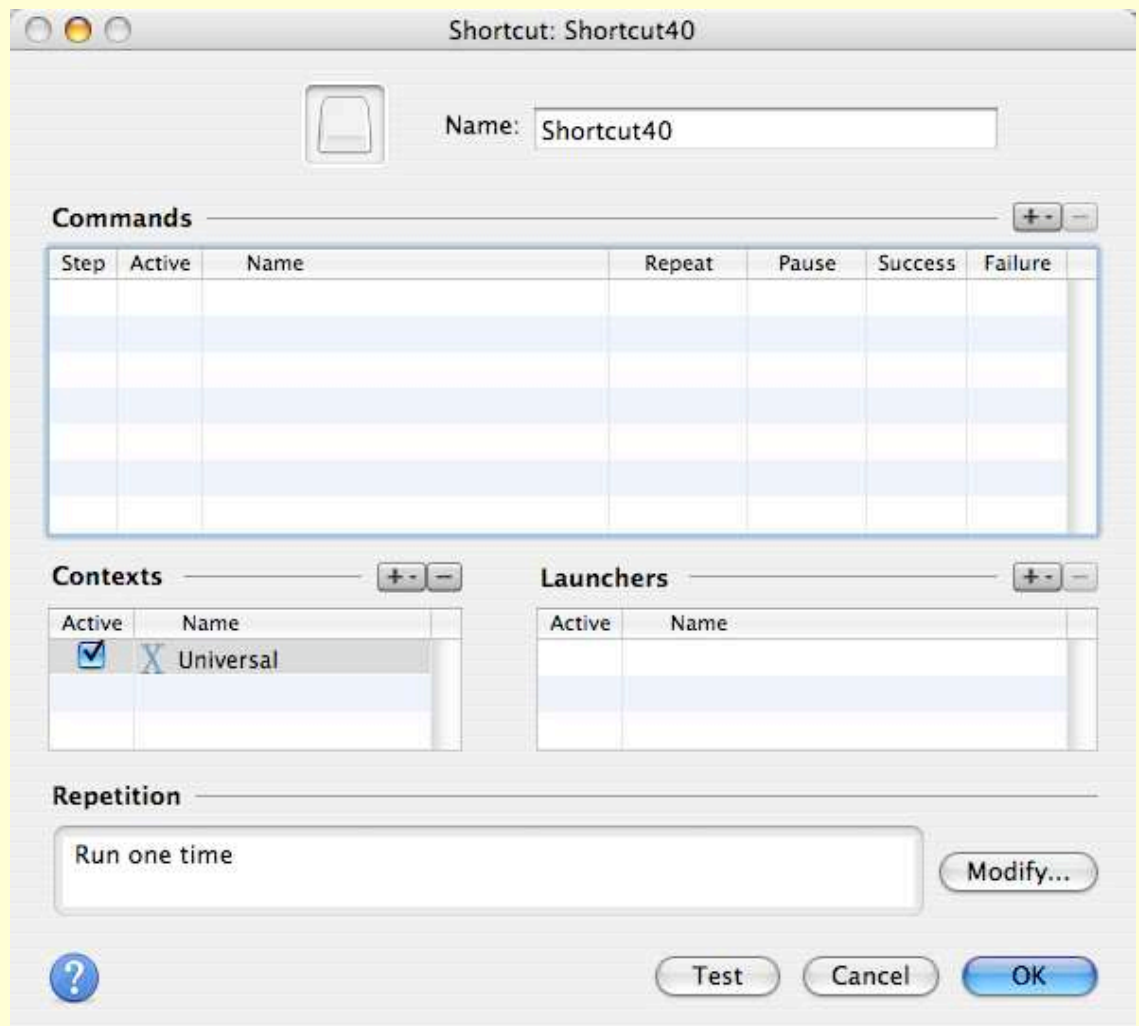 Shortcut: Shortcut40
Name: Shortcut40
Commands
Step Active Name Repeat Pause Success Failure
Contexts
Launchers
Active Name
Active Name
X Universal
Repetition
Run one time
Modify...
? Test Cancel OK